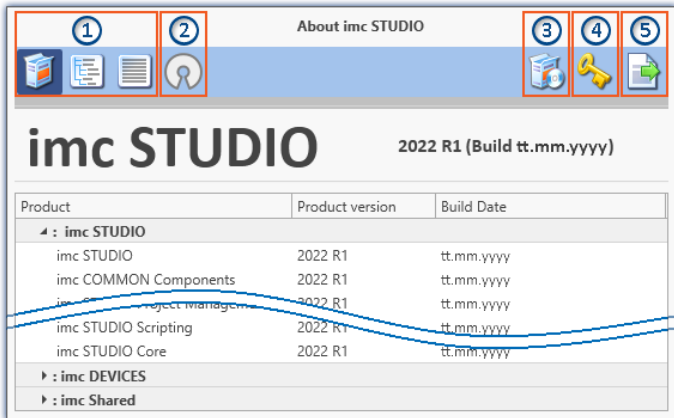 1 2 About imc STUDIO 3 4 5
imc STUDIO 2022 R1 (Build tt.mm.yyyy)
Product Product version Build Date
: imc STUDIO
imc STUDIO 2022 R1 tt.mm.yyyy
imc COMMON Components 2022 R1 tt.mm.yyyy
imc 2022 R1 tt.mm.yyyy
imc STUDIO Scripting 2022 R1 tt.mm.yyyy
imc STUDIO Core 2022 R1 tt.mm.yyyy
: imc DEVICES
: imc Shared